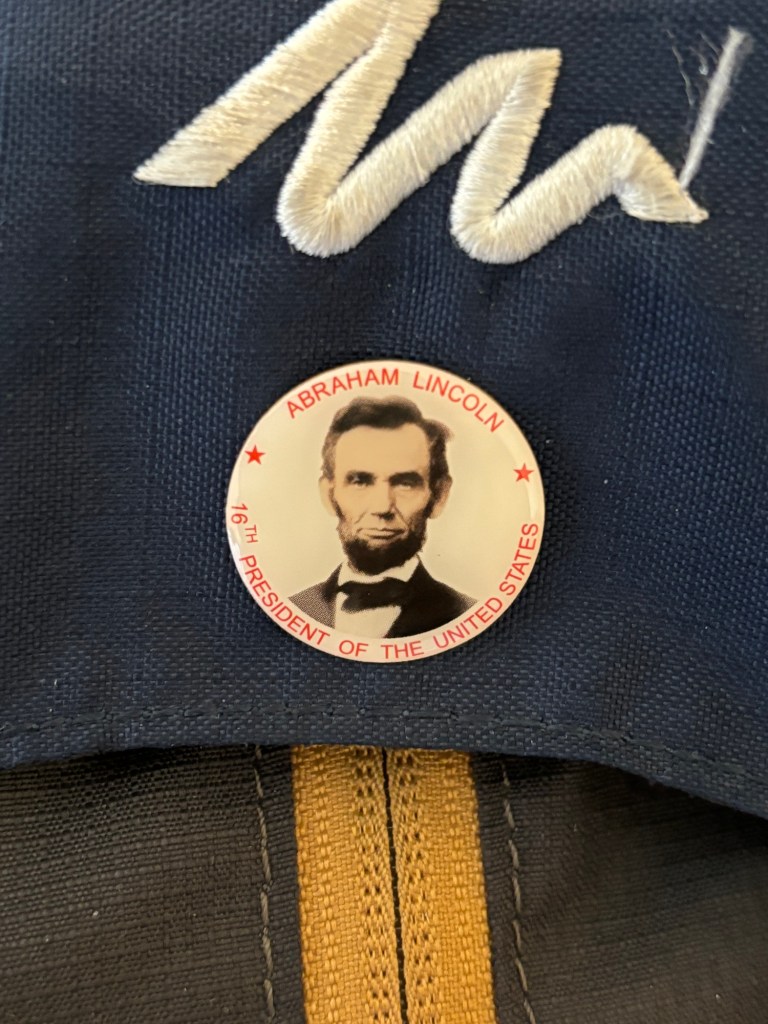 ABRAHAM LINCOLN
16TH PRESIDENT OF THE UNITED STATES